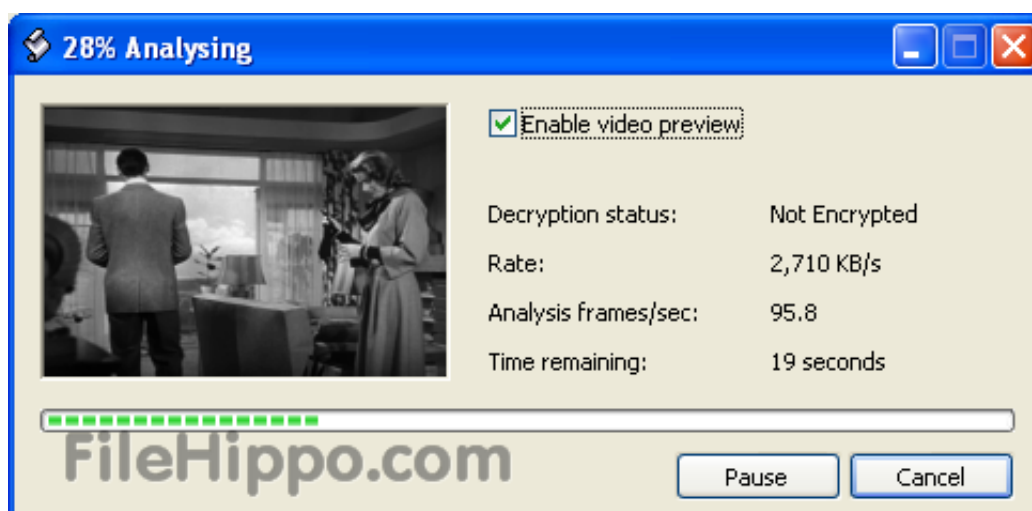 28% Analysing
Enable video preview
Decryption status: Not Encrypted
Rate: 2,710 KB/s
Analysis frames/sec: 95.8
Time remaining: 19 seconds
FileHippo.com
Pause Cancel